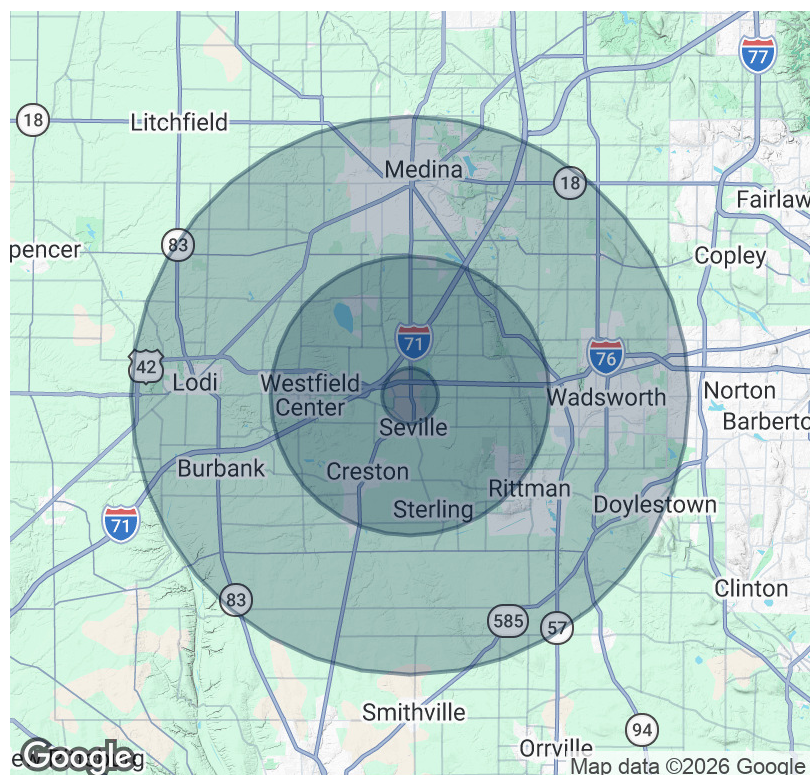 77
18
Litchfield
Medina
18
Fairlaw
83
pencer
Copley
71
76
42
Lodi
Westfield
Center
Wadsworth
Norton
Barberto
Seville
Burbank
Creston
Rittman
Sterling
Doylestown
71
Clinton
83
585
57
Smithville
94
Orrville
Google
Map data ©2026 Google